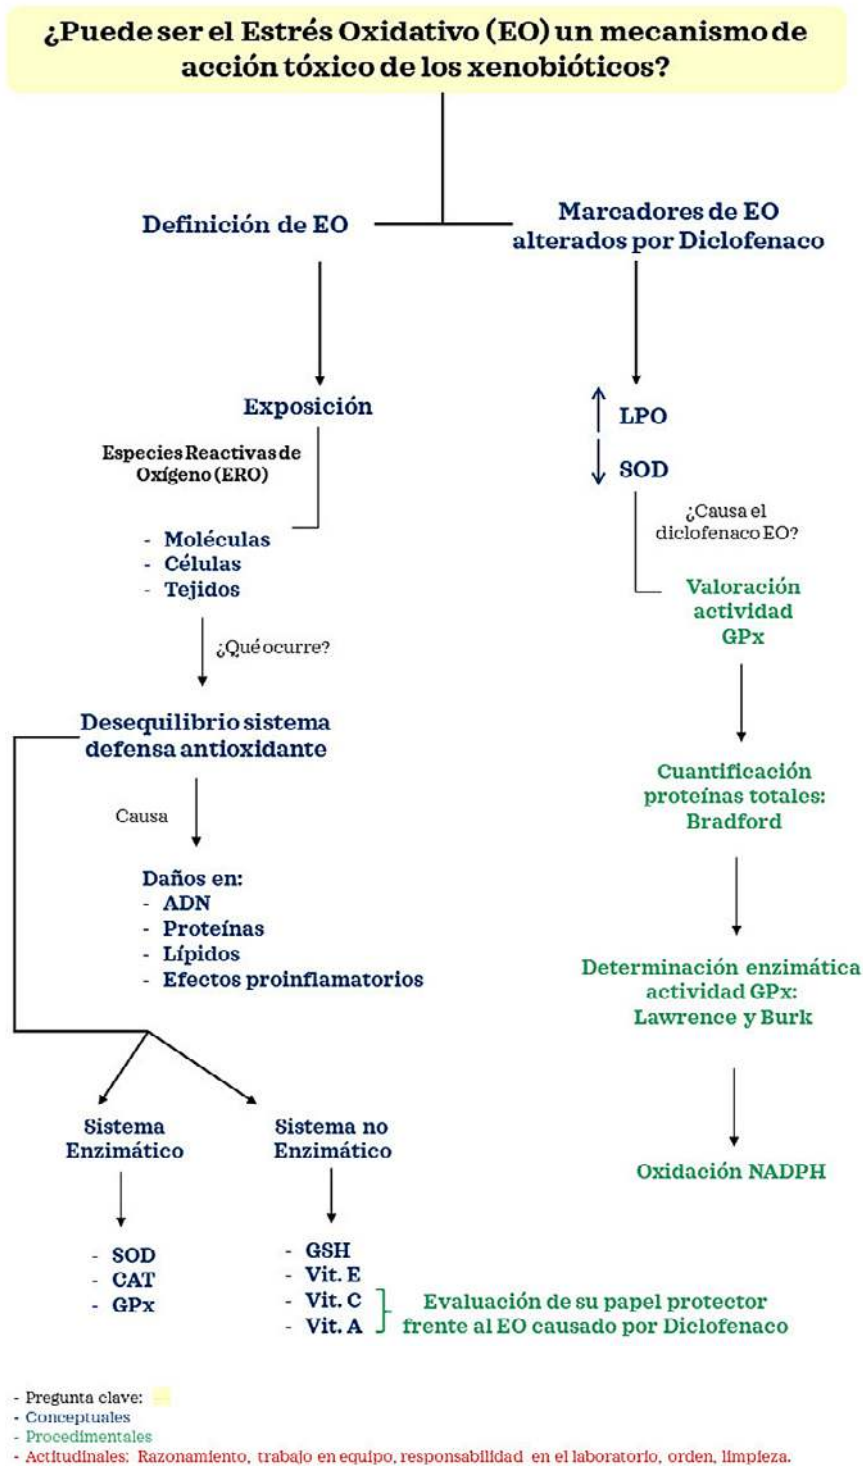 ¿Puede ser el Estrés Oxidativo (EO) un mecanismo de
acción tóxico de los xenobióticos?
Definición de EO
Marcadores de EO
alterados por Diclofenaco
Exposición
Especies Reactivas de
Oxígeno (ERO)
- Moléculas
- Células
- Tejidos
¿Qué ocurre?
Desequilibrio sistema
defensa antioxidante
Causa
Daños en:
- ADN
- Proteínas
- Lípidos
- Efectos proinflamatorios
Sistema
Enzimático
- SOD
- CAT
- GPx
Sistema no
Enzimático
- GSH
- Vit. E
- Vit. C
- Vit. A
Evaluación de su papel protector
frente al EO causado por Diclofenaco
↑ LPO
↓ SOD
¿Causa el
diclofenaco EO?
Valoración
actividad
GPx
Cuantificación
proteínas totales:
Bradford
Determinación enzimática
actividad GPx:
Lawrence y Burk
Oxidación NADPH
- Pregunta clave:
- Conceptuales
- Procedimentales
- Actitudinales: Razonamiento, trabajo en equipo, responsabilidad en el laboratorio, orden, limpieza.